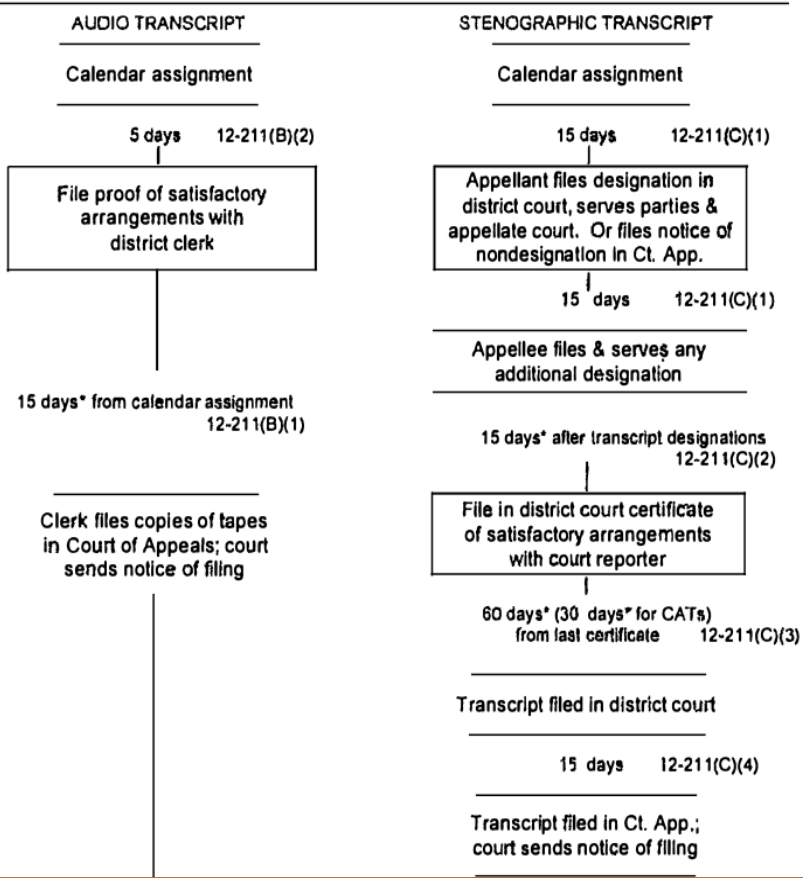 AUDIO TRANSCRIPT
Calendar assignment
5 days 12-211(B)(2)
File proof of satisfactory
arrangements with
district clerk
15 days* from calendar assignment
12-211(B)(1)
Clerk files copies of tapes
in Court of Appeals; court
sends notice of filing
STENOGRAPHIC TRANSCRIPT
Calendar assignment
15 days 12-211(C)(1)
Appellant files designation in
district court, serves parties &
appellate court. Or files notice of
nondesignation in Ct. App.
15 days 12-211(C)(1)
Appellee files & serves any
additional designation
15 days* after transcript designations
12-211(C)(2)
File in district court certificate
of satisfactory arrangements
with court reporter
60 days* (30 days* for CATs)
from last certificate 12-211(C)(3)
Transcript filed in district court
15 days 12-211(C)(4)
Transcript filed in Ct. App.;
court sends notice of filing